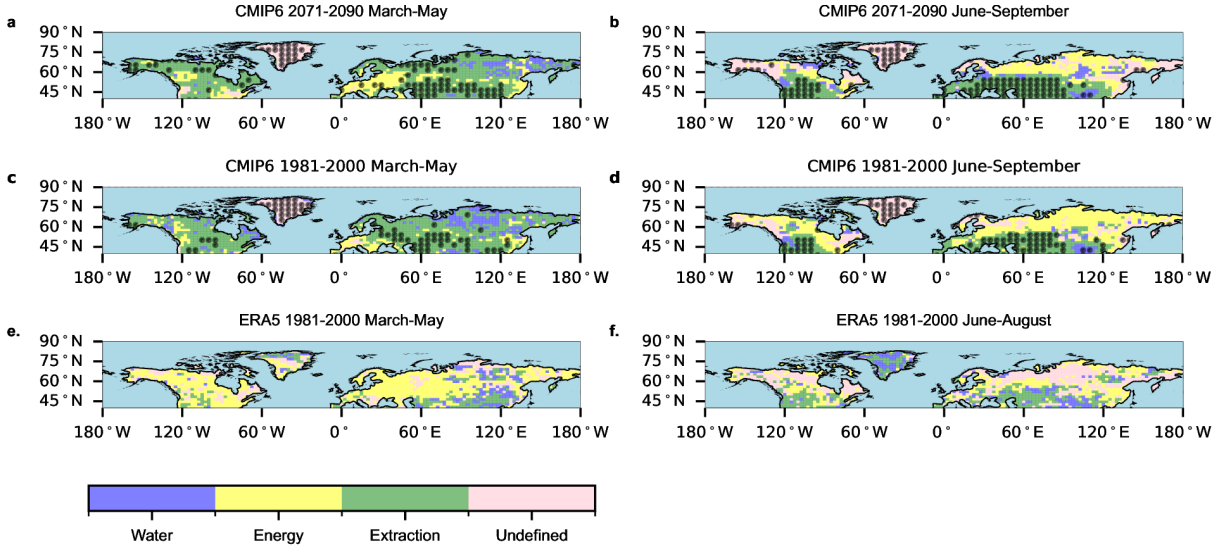 CMIP6 2071-2090 March-May
CMIP6 2071-2090 June-September
a
b
90°N
75°N
60°N
45°N
180°W 120°W 60°W 0 60°E 120°E 180°W
90°N
75°N
60°N
45°N
180°W 120°W 60°W 0 60°E 120°E 180°W
CMIP6 1981-2000 March-May
CMIP6 1981-2000 June-September
c
d
90°N
75°N
60°N
45°N
180°W 120°W 60°W 0 60°E 120°E 180°W
90°N
75°N
60°N
45°N
180°W 120°W 60°W 0 60°E 120°E 180°W
ERA5 1981-2000 March-May
ERA5 1981-2000 June-August
e.
f.
90°N
75°N
60°N
45°N
180°W 120°W 60°W 0 60°E 120°E 180°W
90°N
75°N
60°N
45°N
180°W 120°W 60°W 0 60°E 120°E 180°W
Water Energy Extraction Undefined